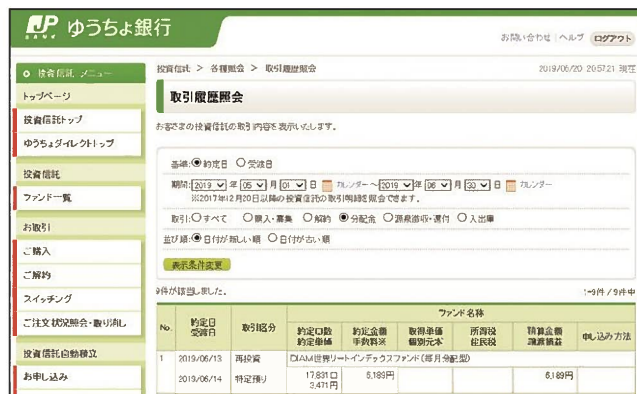 JP BANK ゆうちょ銀行
お問い合わせ | ヘルプ ログアウト
投資信託 メニュー
トップページ
投資信託トップ
ゆうちょダイレクトトップ
投資信託
ファンド一覧
お取引
ご購入
ご解約
スイッチング
ご注文状況照会・取り消し
投資信託自動積立
お申し込み
投資信託 > 各種照会 > 取引履歴照会
2019/06/20 20:57:21 現在
取引履歴照会
お客さまの投資信託の取引内容を表示いたします。
基準: 約定日 受渡日
期間: 2019 年 05 月 01 日 カレンダー ~ 2019 年 06 月 30 日 カレンダー
※2017年12月20日以降の投資信託の取引明細を照会できます。
取引: すべて 購入・募集 解約 分配金 源泉徴収・還付 入出庫
並び順: 日付が新しい順 日付が古い順
表示条件変更
9件が該当しました。
1-9件 / 9件中
No. 約定日 受渡日 取引区分 ファンド名称
約定口数 約定単価 約定金額 手数料※ 取得単価 個別元本 所得税 住民税 精算金額 譲渡損益 申し込み方法
1 2019/06/13 再投資 DIAM世界リートインデックスファンド(毎月分配型)
2019/06/14 特定預り 17,831口 6,189円 6,189円
3,471円